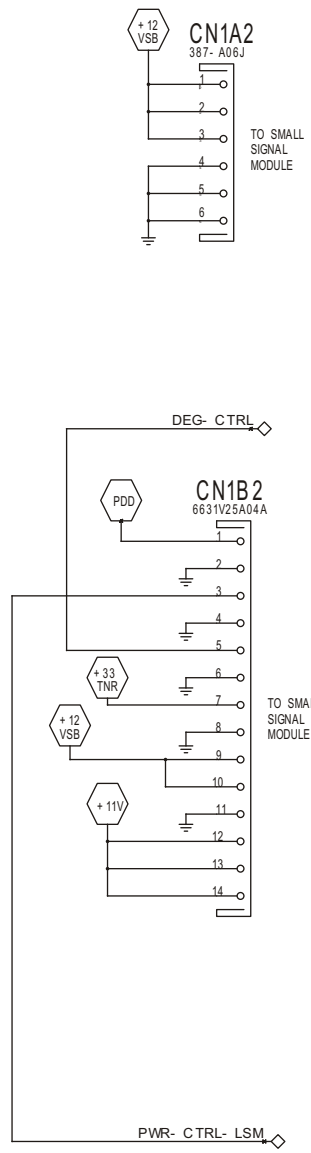 + 12
VSB
CN1A2
387- A06J
1
2
3
4
5
6
TO SMALL
SIGNAL
MODULE
DEG- CTRL
PDD
CN1B2
6631V25A04A
1
2
3
4
5
6
+ 33
TNR
7
8
+ 12
VSB
9
10
+ 11V
11
12
13
14
TO SMA
SIGNAL
MODULE
PWR- CTRL- LSM